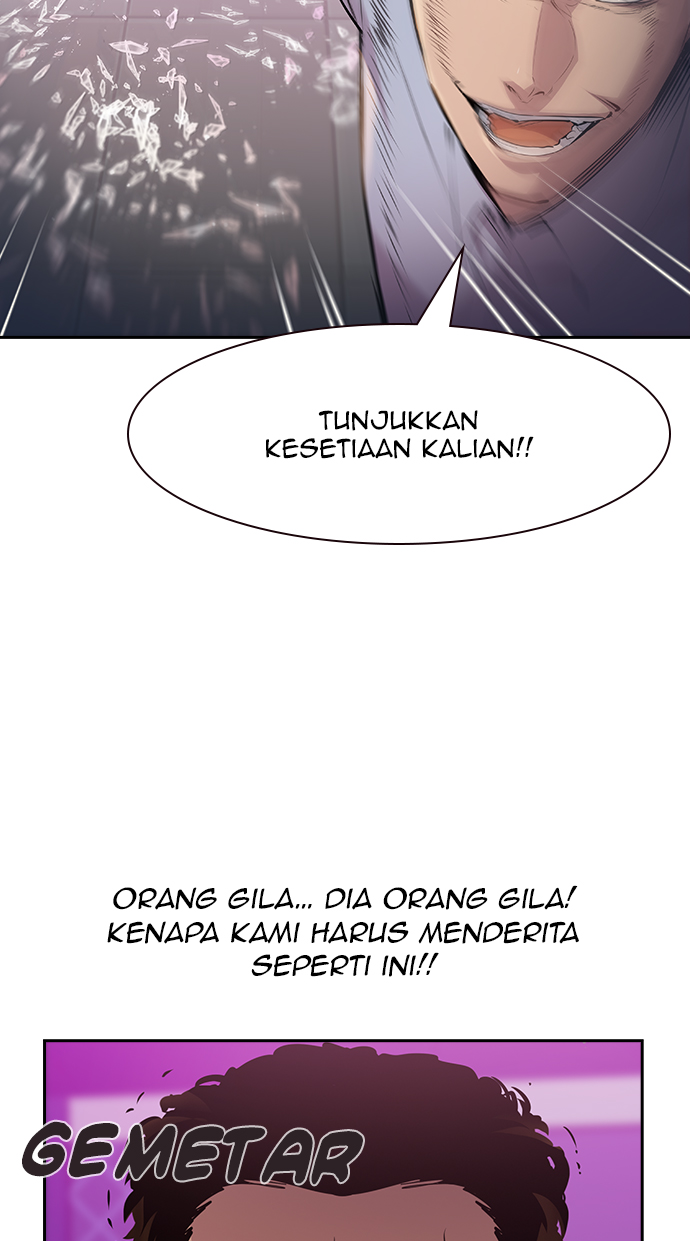 TUNJUKKAN
KESETIAAN KALIAN!!
ORANG GILA... DIA ORANG GILA!
KENAPA KAMI HARUS MENDERITA
SEPERTI INI!!
GEMETAR